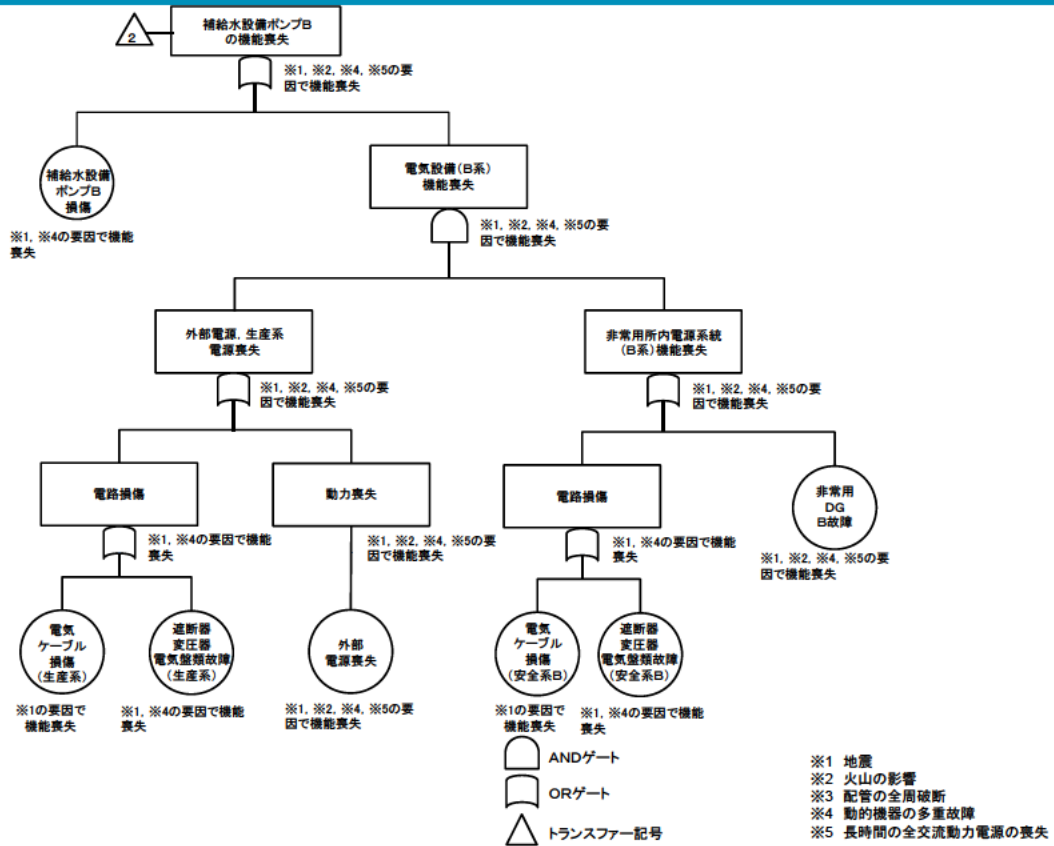 2
補給水設備ポンプB
の機能喪失
※1, ※2, ※4, ※5の要
因で機能喪失
補給水設備
ポンプB
損傷
※1, ※4の要因で機能
喪失
電気設備(B系)
機能喪失
※1, ※2, ※4, ※5の要
因で機能喪失
外部電源, 生産系
電源喪失
※1, ※2, ※4, ※5の要
因で機能喪失
非常用所内電源系統
(B系)機能喪失
※1, ※2, ※4, ※5の要
因で機能喪失
電路損傷
※1, ※4の要因で機能
喪失
動力喪失
※1, ※2, ※4, ※5の要
因で機能喪失
電路損傷
※1, ※4の要因で機能
喪失
非常用
DG
B故障
※1, ※2, ※4, ※5の要
因で機能喪失
電気
ケーブル
損傷
(生産系)
※1の要因で
機能喪失
遮断器
変圧器
電気盤類故障
(生産系)
※1, ※4の要因で機能
喪失
外部
電源喪失
※1, ※2, ※4, ※5の要
因で機能喪失
電気
ケーブル
損傷
(安全系B)
※1の要因で
機能喪失
遮断器
変圧器
電気盤類故障
(安全系B)
※1, ※4の要因で機能
喪失
ANDゲート
ORゲート
トランスファー記号
※1 地震
※2 火山の影響
※3 配管の全周破断
※4 動的機器の多重故障
※5 長時間の全交流動力電源の喪失